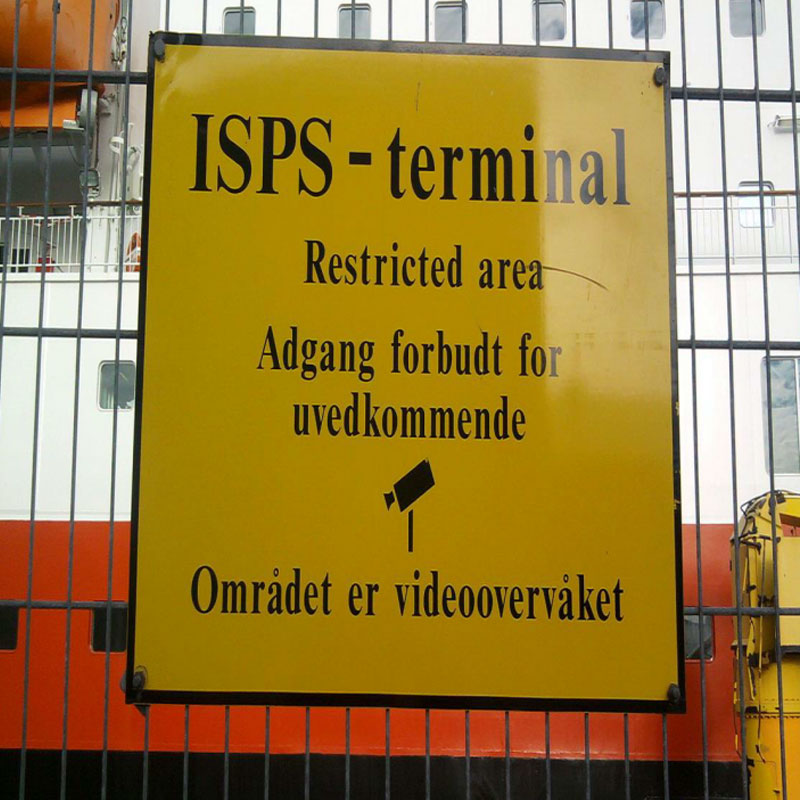 ISPS - terminal
Restricted area
Adgang forbudt for
uvedkommende
Området er videoovervåket